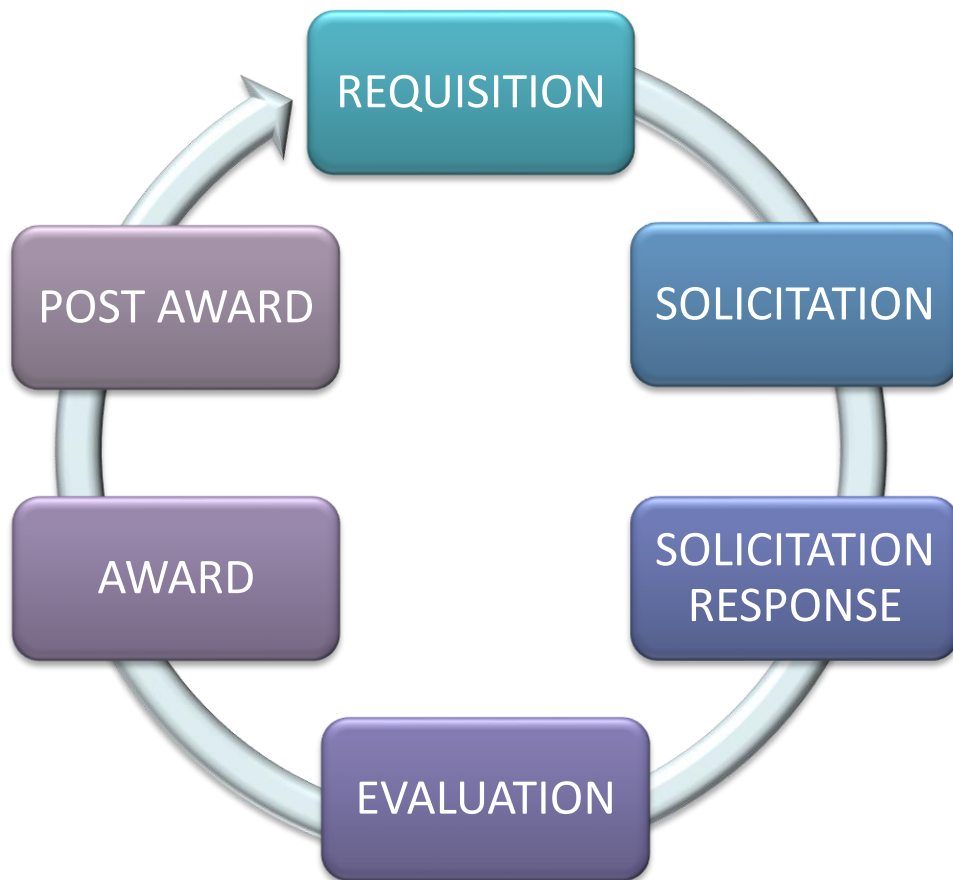 REQUISITION
SOLICITATION
SOLICITATION
RESPONSE
EVALUATION
AWARD
POST AWARD